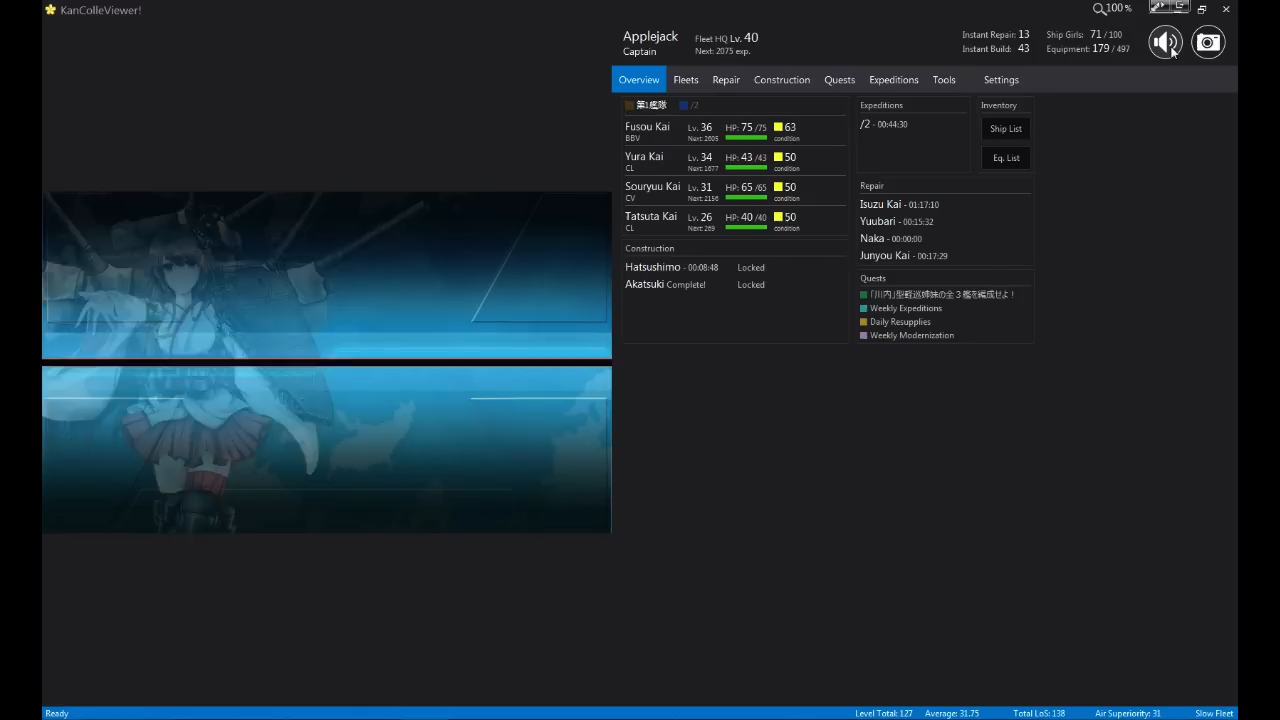 KanColleViewer!
100 %
Applejack
Captain
Fleet HQ Lv. 40
Next: 2075 exp.
Instant Repair: 13
Instant Build: 43
Ship Girls: 71 / 100
Equipment: 179 / 497
Overview Fleets Repair Construction Quests Expeditions Tools Settings
第1艦隊 /2
Fusou Kai Lv. 36 HP: 75 /75 63
BBV Next: 2605 condition
Yura Kai Lv. 34 HP: 43 /43 50
CL Next: 1677 condition
Souryuu Kai Lv. 31 HP: 65 /65 50
CV Next: 2156 condition
Tatsuta Kai Lv. 26 HP: 40 /40 50
CL Next: 269 condition
Construction
Hatsushimo - 00:08:48 Locked
Akatsuki Complete! Locked
Expeditions
/2 - 00:44:30
Inventory
Ship List
Eq. List
Repair
Isuzu Kai - 01:17:10
Yuubari - 00:15:32
Naka - 00:00:00
Junyou Kai - 00:17:29
Quests
「川内」型軽巡姉妹の全３艦を編成せよ！
Weekly Expeditions
Daily Resupplies
Weekly Modernization
Ready
Level Total: 127 Average: 31.75 Total LoS: 138 Air Superiority: 31 Slow Fleet